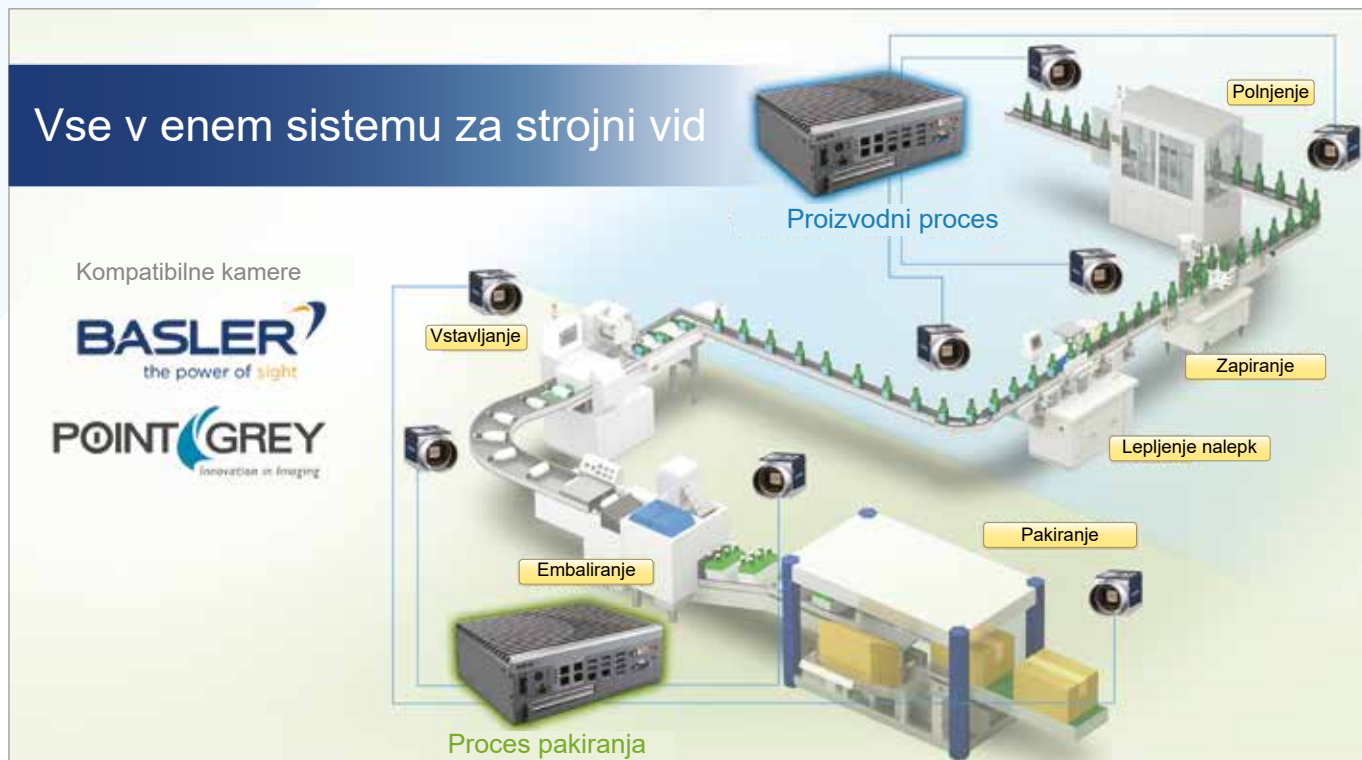 Vse v enem sistemu za strojni vid
Polnjenje
Proizvodni proces
Kompatibilne kamere
BASLER
the power of sight
POINT GREY
Innovation in Imaging
Vstavljanje
Zapiranje
Lepljenje nalepk
Pakiranje
Embaliranje
Proces pakiranja